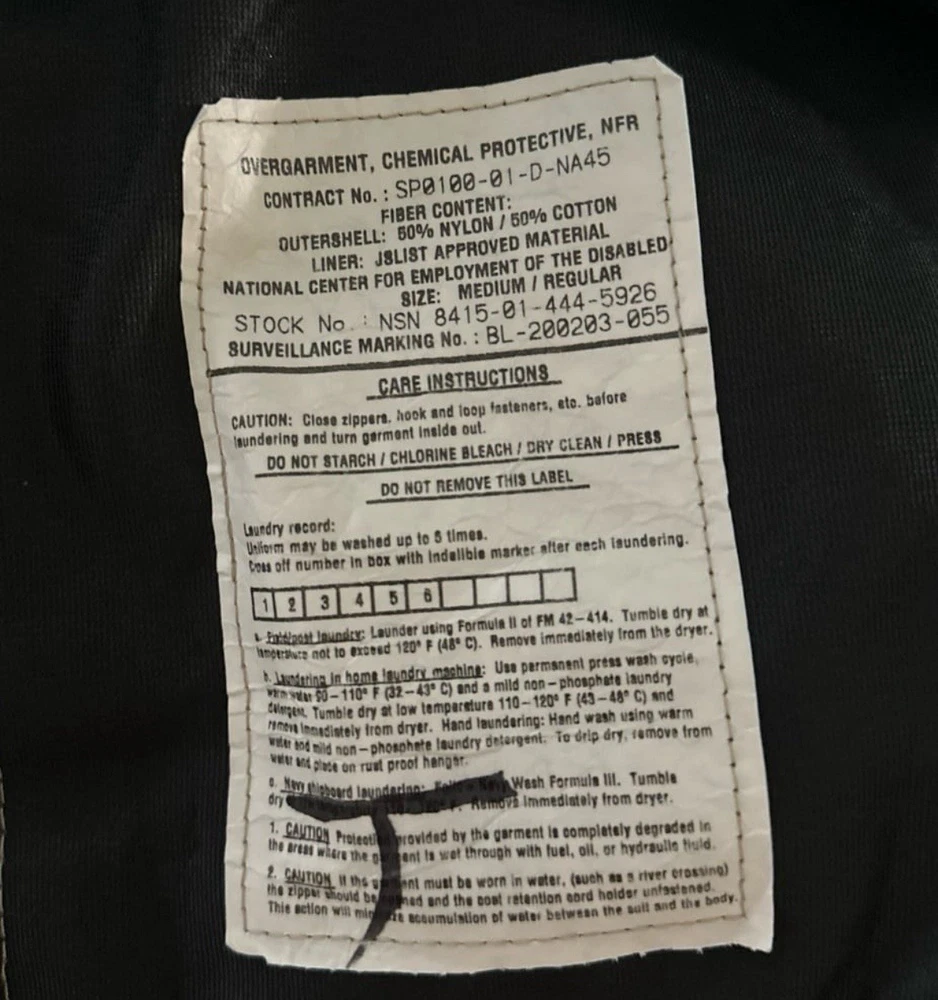 OVERGARMENT, CHEMICAL PROTECTIVE, NFR
CONTRACT No. : SP0100-01-D-NA45
FIBER CONTENT:
OUTERSHELL: 50% NYLON / 50% COTTON
LINER: JSLIST APPROVED MATERIAL
NATIONAL CENTER FOR EMPLOYMENT OF THE DISABLED
SIZE: MEDIUM / REGULAR
STOCK No. : NSN 8415-01-444-5926
SURVEILLANCE MARKING No. : BL-200203-055
CARE INSTRUCTIONS
CAUTION: Close zippers, hook and loop fasteners, etc. before
laundering and turn garment inside out.
DO NOT STARCH / CHLORINE BLEACH / DRY CLEAN / PRESS
DO NOT REMOVE THIS LABEL
Laundry record:
Uniform may be washed up to 6 times.
Cross off number in box with indelible marker after each laundering.
1 2 3 4 5 6
a. Field/post laundry: Launder using Formula II of FM 42-414. Tumble dry at
temperature not to exceed 120° F (48° C). Remove immediately from the dryer.
b. Laundering in home laundry machine: Use permanent press wash cycle,
warm water 90-110° F (32-43° C) and a mild non-phosphate laundry
detergent. Tumble dry at low temperature 110-120° F (43-48° C) and
remove immediately from dryer. Hand laundering: Hand wash using warm
water and mild non-phosphate laundry detergent. To drip dry, remove from
water and place on rust proof hanger.
c. Navy shipboard laundering: Wash Formula III. Tumble
dry F. Remove immediately from dryer.
1. CAUTION Protection provided by the garment is completely degraded in
the areas where the garment is wet through with fuel, oil, or hydraulic fluid.
2. CAUTION If the garment must be worn in water, (such as a river crossing)
the zipper should be opened and the coat retention cord holder unfastened.
This action will minimize accumulation of water between the suit and the body.